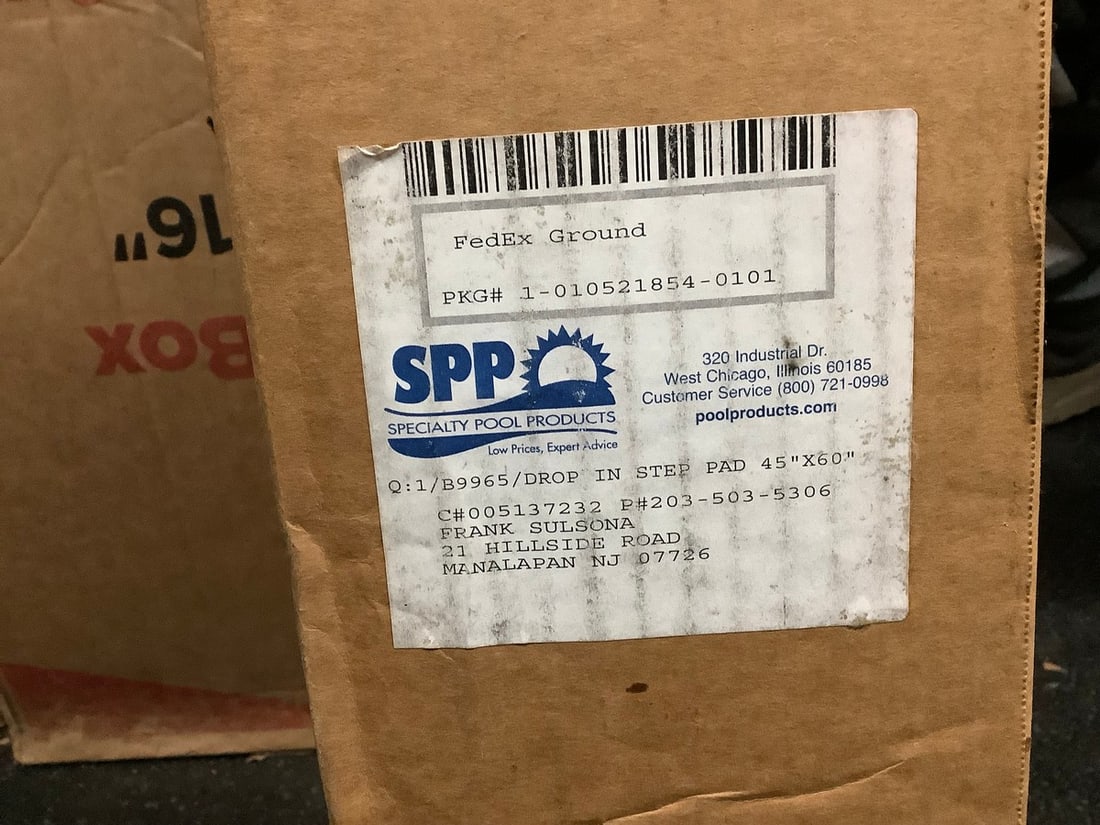 16"
Box
FedEx Ground
PKG# 1-010521854-0101
SPP
SPECIALTY POOL PRODUCTS
Low Prices, Expert Advice
320 Industrial Dr.
West Chicago, Illinois 60185
Customer Service (800) 721-0998
poolproducts.com
Q:1/B9965/DROP IN STEP PAD 45"X60"
C#005137232 P#203-503-5306
FRANK SULSONA
21 HILLSIDE ROAD
MANALAPAN NJ 07726